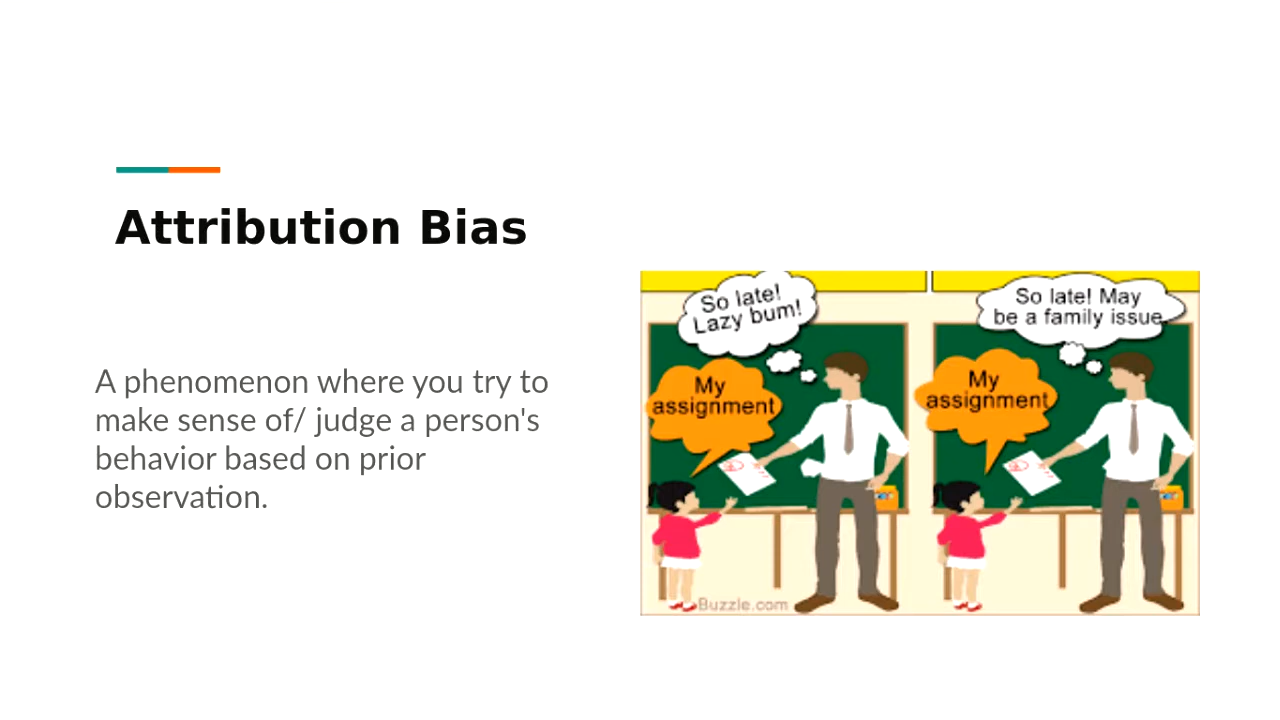 Attribution Bias
A phenomenon where you try to
make sense of/ judge a person's
behavior based on prior
observation.
So late!
Lazy bum!
My
assignment
So late! May
be a family issue
My
assignment
Buzzle.com